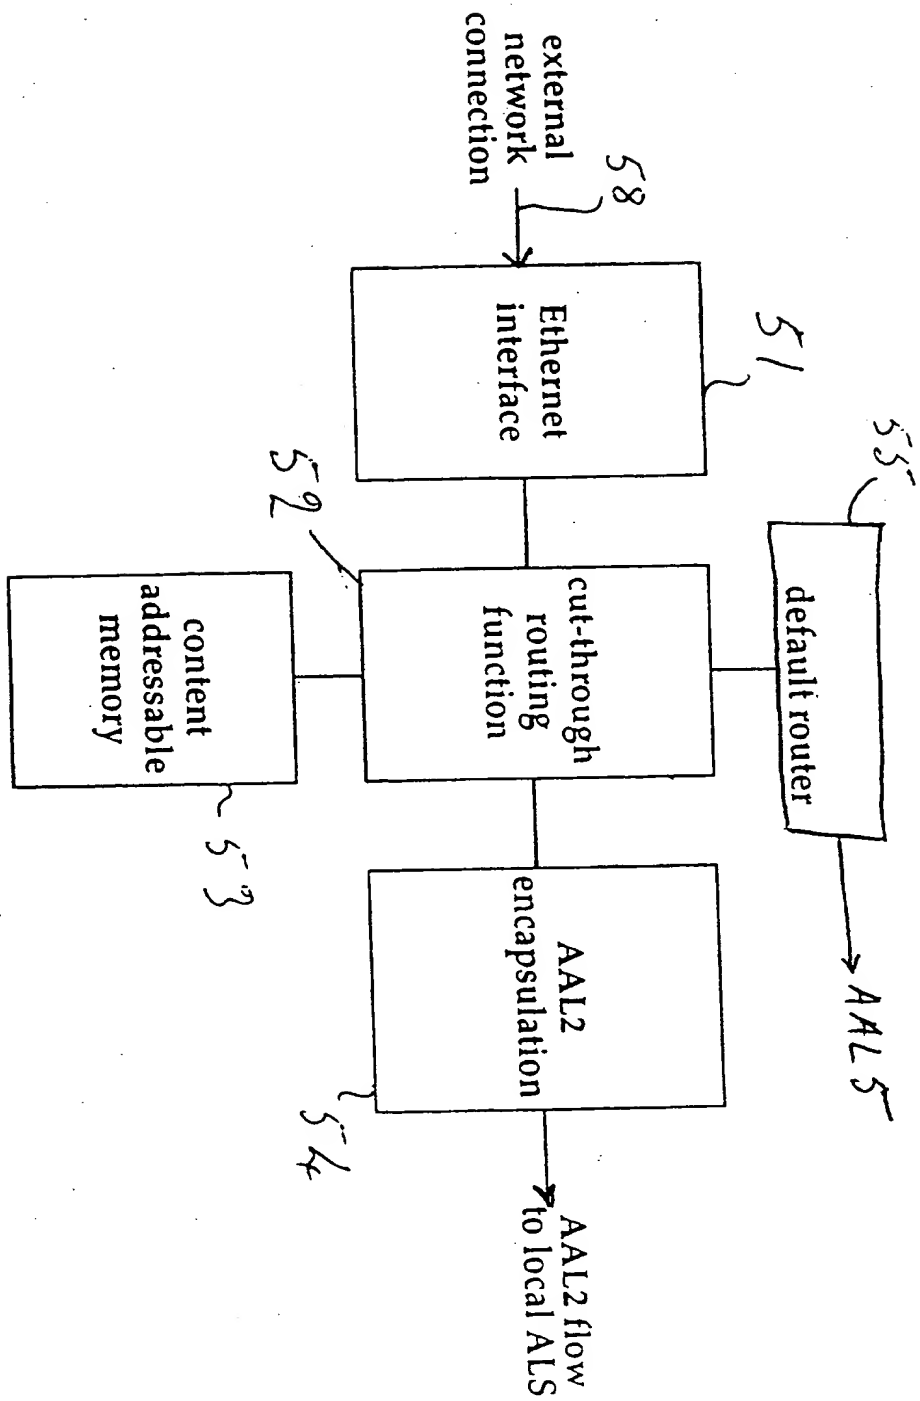 external
network
connection
58
Ethernet
interface
51
cut-through
routing
function
52
default router
55
AAL5
content
addressable
memory
53
AAL2
encapsulation
54
AAL2 flow
to local ALS